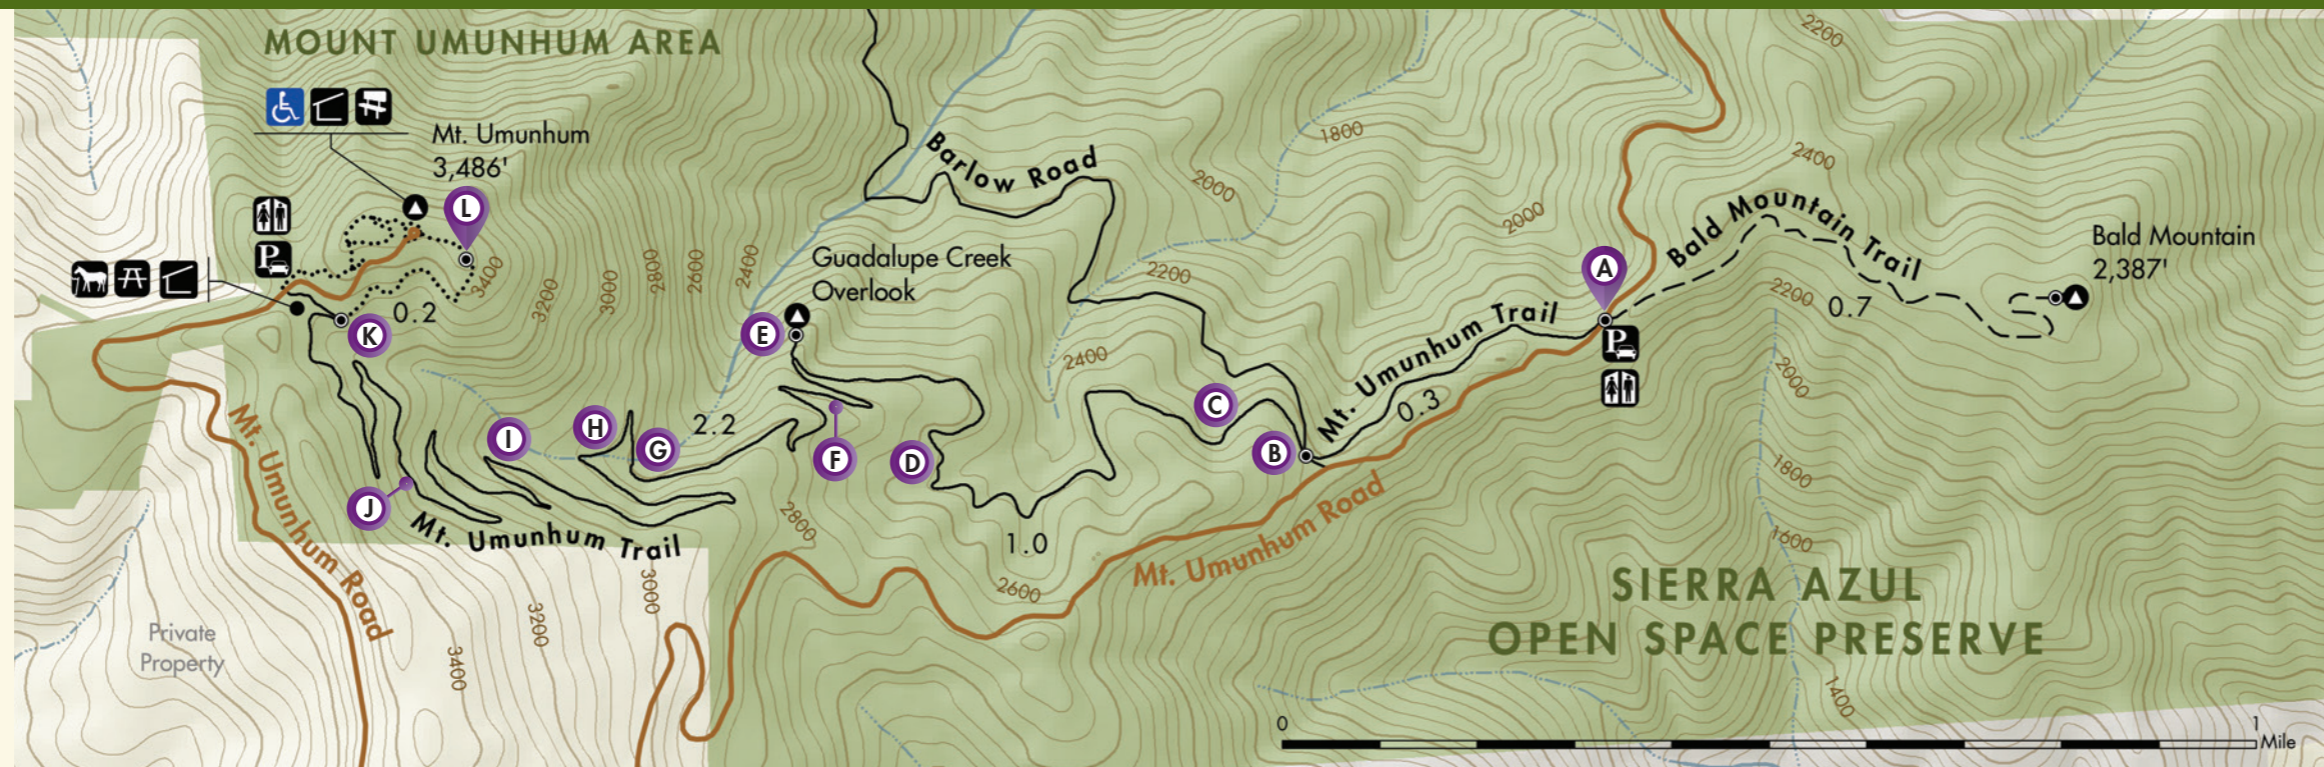 MOUNT UMUNHUM AREA
Mt. Umunhum
3,486'
L
P
K
0.2
3400
3200
3000
2800
2600
2400
Barlow Road
Guadalupe Creek
Overlook
E
2200
2000
1800
2000
2200
2400
2400
A
P
Bald Mountain Trail
Bald Mountain
2,387'
0.7
2200
2000
1800
1600
1400
Mt. Umunhum Trail
0.3
C
B
D
F
2.2
G
H
I
J
Mt. Umunhum Trail
Mt. Umunhum Road
1.0
2800
2600
Mt. Umunhum Road
3000
3200
3400
Private
Property
SIERRA AZUL
OPEN SPACE PRESERVE
0
1
Mile